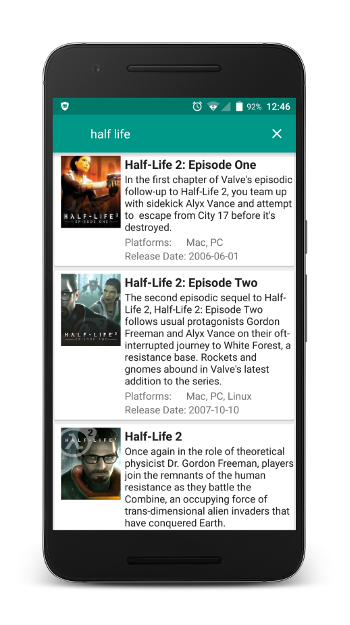 92% 12:46
half life
Half-Life 2: Episode One
In the first chapter of Valve's episodic
follow-up to Half-Life 2, you team up
with sidekick Alyx Vance and attempt
to escape from City 17 before it's
destroyed.
Platforms: Mac, PC
Release Date: 2006-06-01
HALF-LIFE²
EPISODE ONE
Half-Life 2: Episode Two
The second episodic sequel to Half-
Life 2, Half-Life 2: Episode Two
follows usual protagonists Gordon
Freeman and Alyx Vance on their oft-
interrupted journey to White Forest, a
resistance base. Rockets and
gnomes abound in Valve's latest
addition to the series.
Platforms: Mac, PC, Linux
Release Date: 2007-10-10
HALF-LIFE²
Half-Life 2
Once again in the role of theoretical
physicist Dr. Gordon Freeman, players
join the remnants of the human
resistance as they battle the
Combine, an occupying force of
trans-dimensional alien invaders that
have conquered Earth.
HALF-LIFE²